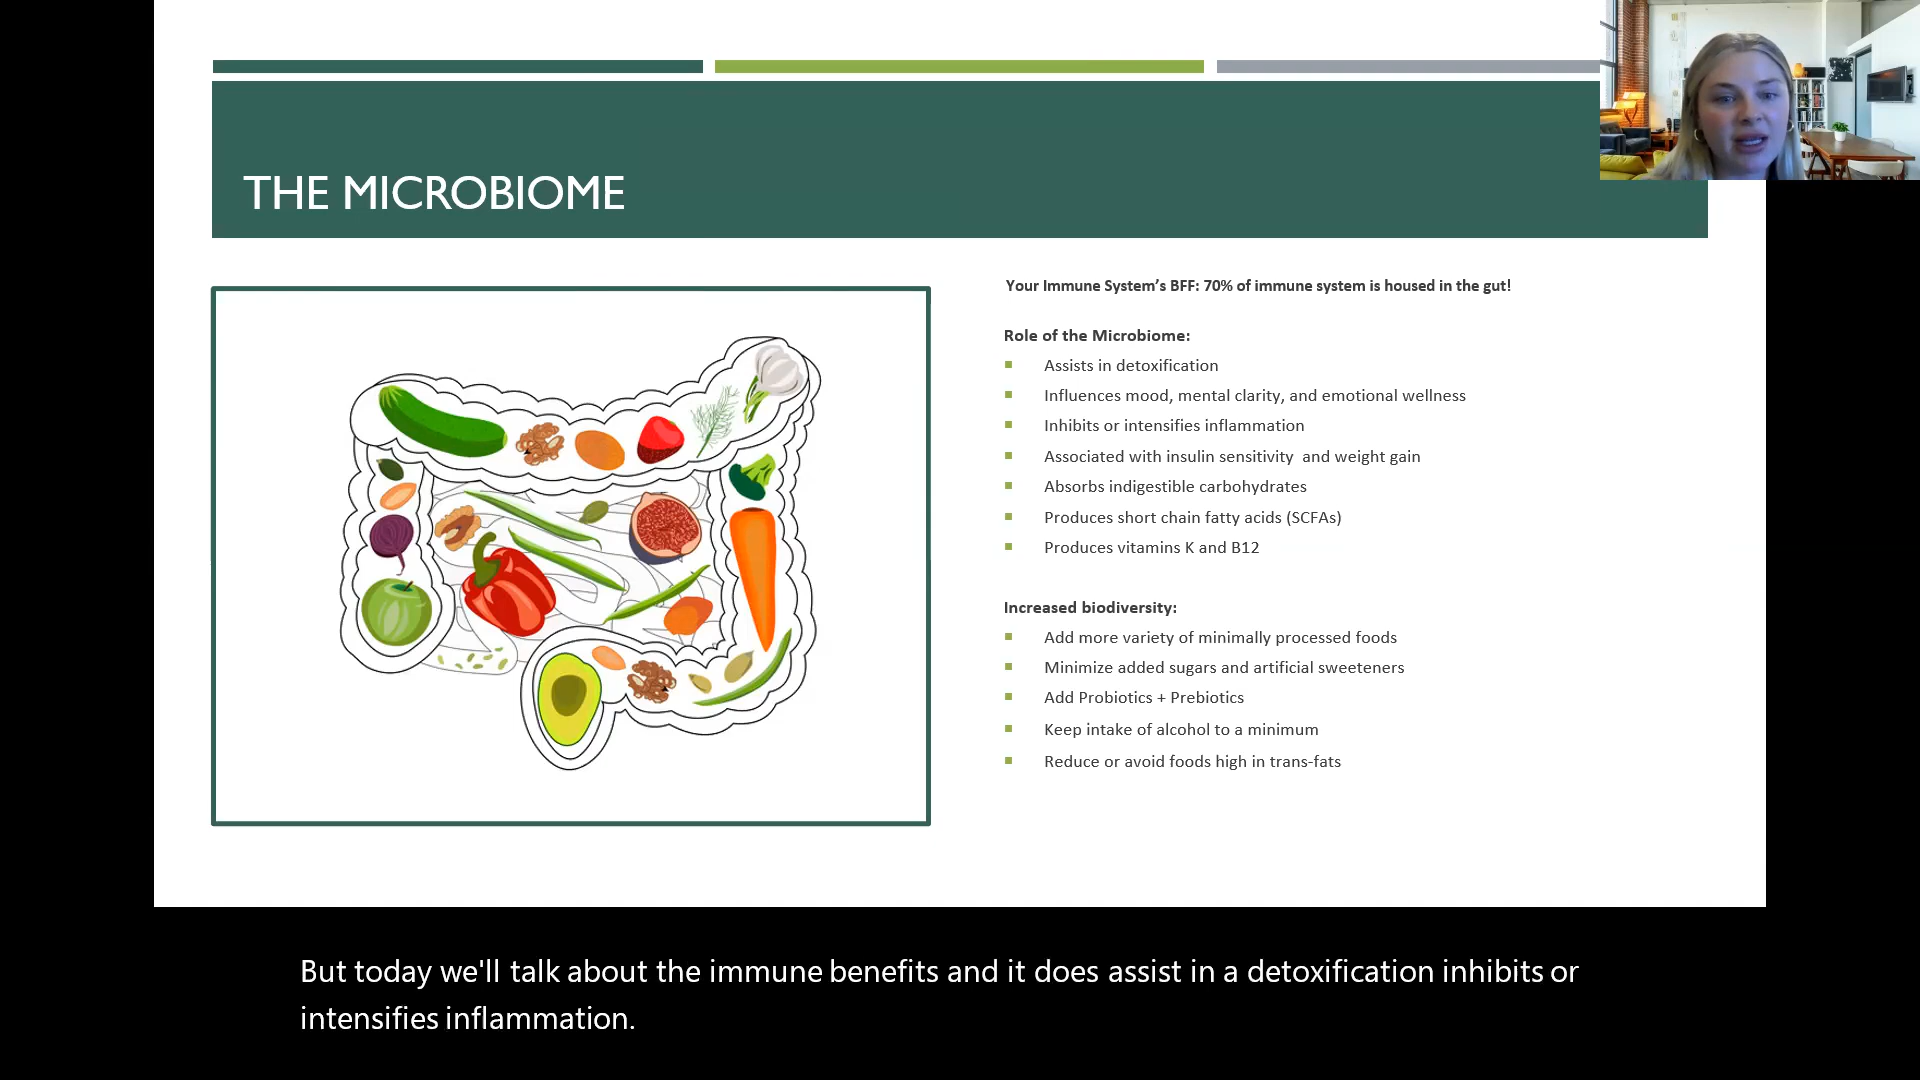 THE MICROBIOME
Your Immune System’s BFF: 70% of immune system is housed in the gut!
Role of the Microbiome:
Assists in detoxification
Influences mood, mental clarity, and emotional wellness
Inhibits or intensifies inflammation
Associated with insulin sensitivity  and weight gain
Absorbs indigestible carbohydrates
Produces short chain fatty acids (SCFAs)
Produces vitamins K and B12
Increased biodiversity:
Add more variety of minimally processed foods
Minimize added sugars and artificial sweeteners
Add Probiotics + Prebiotics
Keep intake of alcohol to a minimum
Reduce or avoid foods high in trans-fats
But today we'll talk about the immune benefits and it does assist in a detoxification inhibits or
intensifies inflammation.